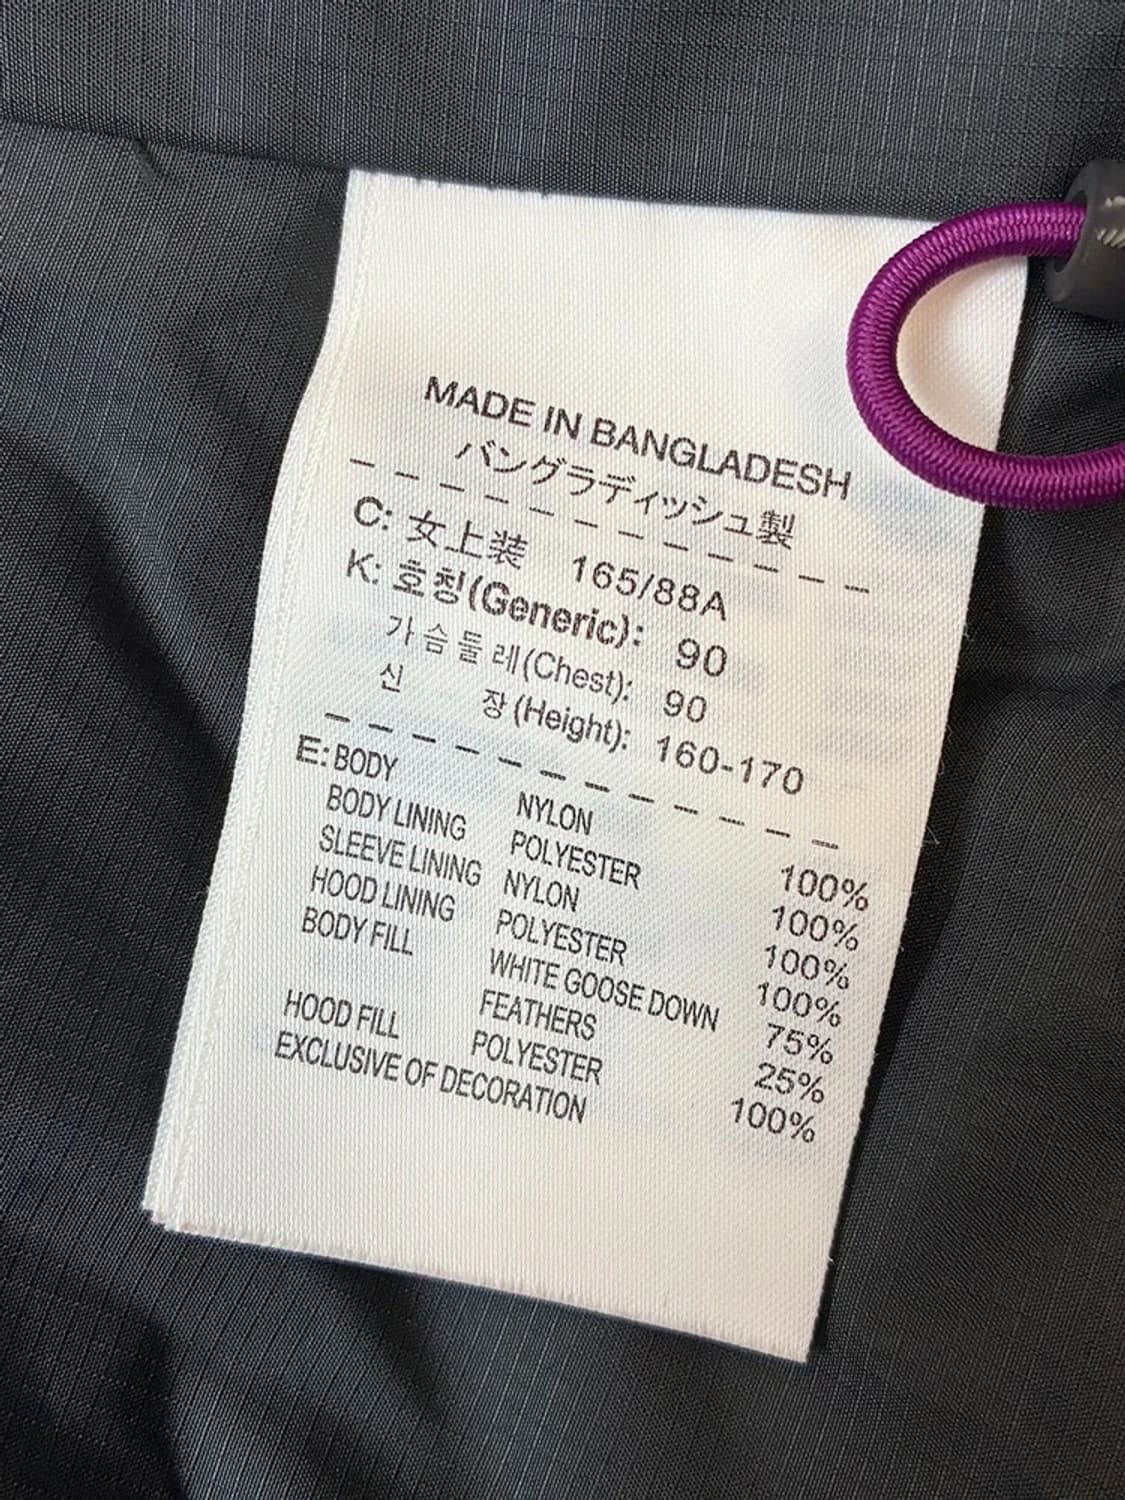 MADE IN BANGLADESH
バングラディッシュ製
C: 女上装 165/88A
K: 호칭(Generic): 90
가슴둘레(Chest): 90
신 장(Height): 160-170
E: BODY NYLON 100%
BODY LINING POLYESTER 100%
SLEEVE LINING NYLON 100%
HOOD LINING POLYESTER 100%
BODY FILL WHITE GOOSE DOWN 75%
FEATHERS 25%
HOOD FILL POLYESTER 100%
EXCLUSIVE OF DECORATION